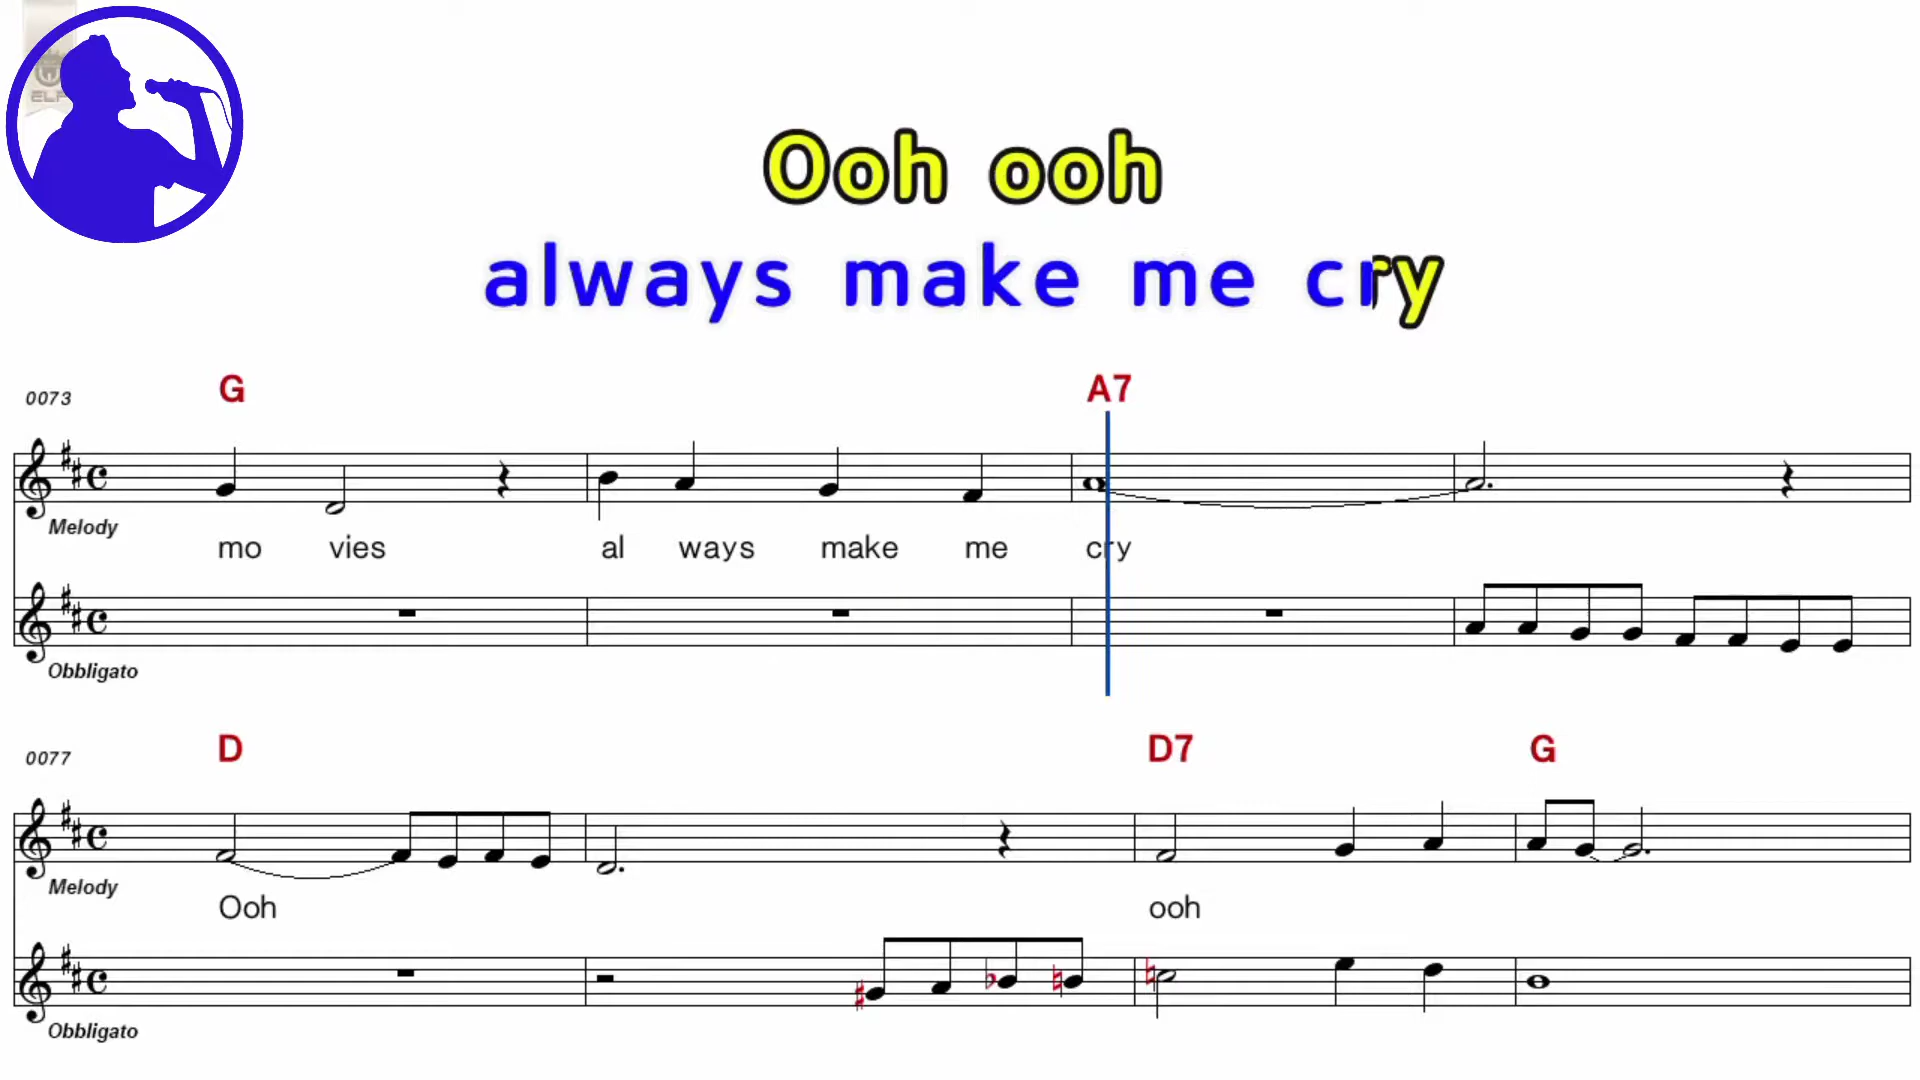 ELF
Ooh ooh
always make me cry
0073 G A7
Melody
mo vies al ways make me cry
Obbligato
0077 D D7 G
Melody
Ooh ooh
Obbligato